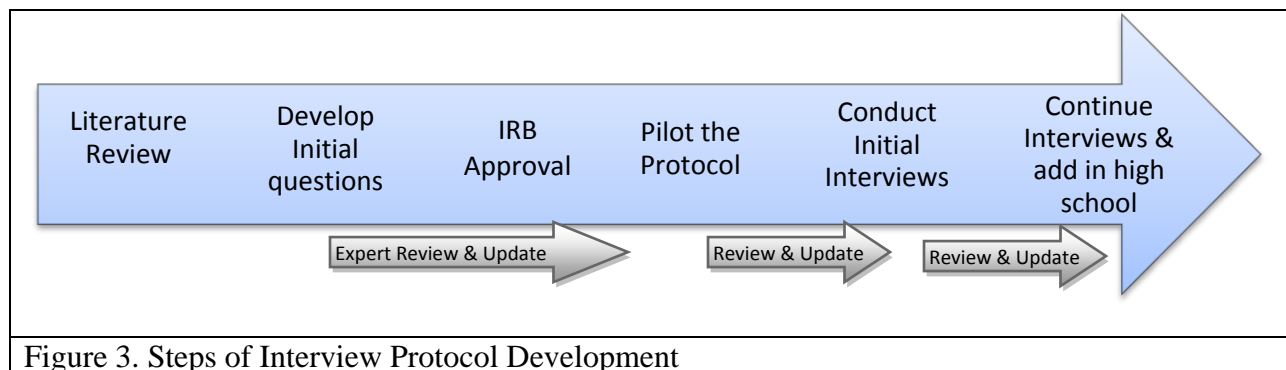 Literature
Review
Develop
Initial
questions
IRB
Approval
Pilot the
Protocol
Conduct
Initial
Interviews
Continue
Interviews &
add in high
school
Expert Review & Update
Review & Update
Review & Update
Figure 3. Steps of Interview Protocol Development